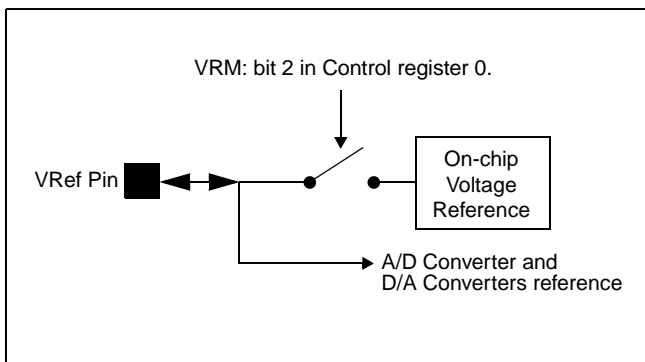 VRM: bit 2 in Control register 0.
VRef Pin
On-chip
Voltage
Reference
A/D Converter and
D/A Converters reference